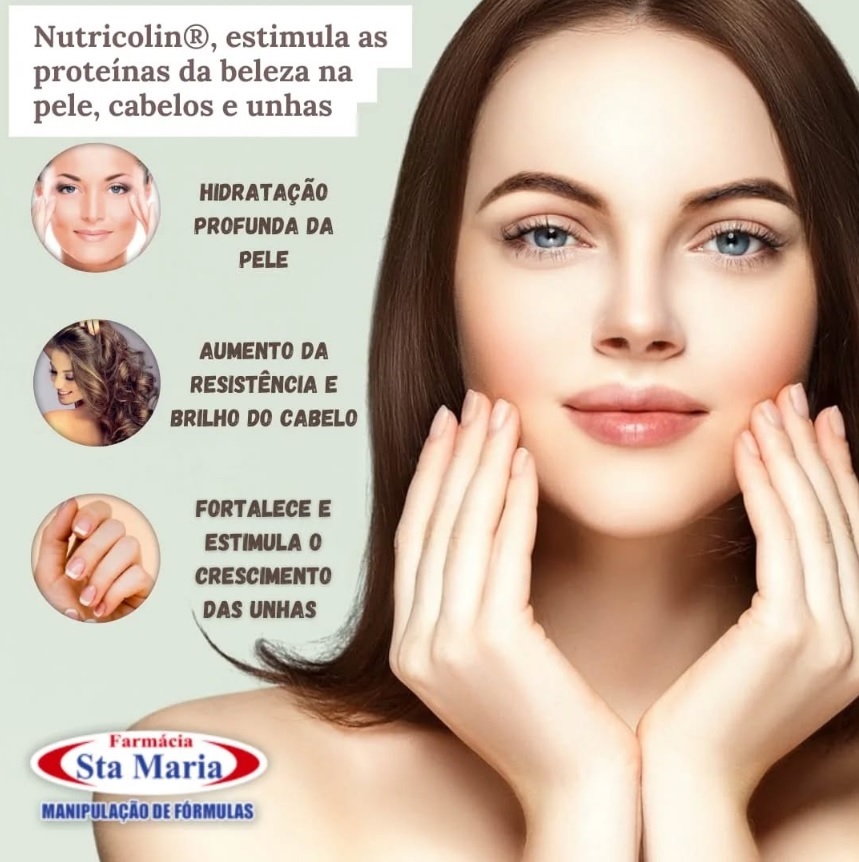 Nutricolin®, estimula as
proteínas da beleza na
pele, cabelos e unhas
HIDRATAÇÃO
PROFUNDA DA
PELE
AUMENTO DA
RESISTÊNCIA E
BRILHO DO CABELO
FORTALECE E
ESTIMULA O
CRESCIMENTO
DAS UNHAS
Farmácia
Sta Maria
MANIPULAÇÃO DE FÓRMULAS